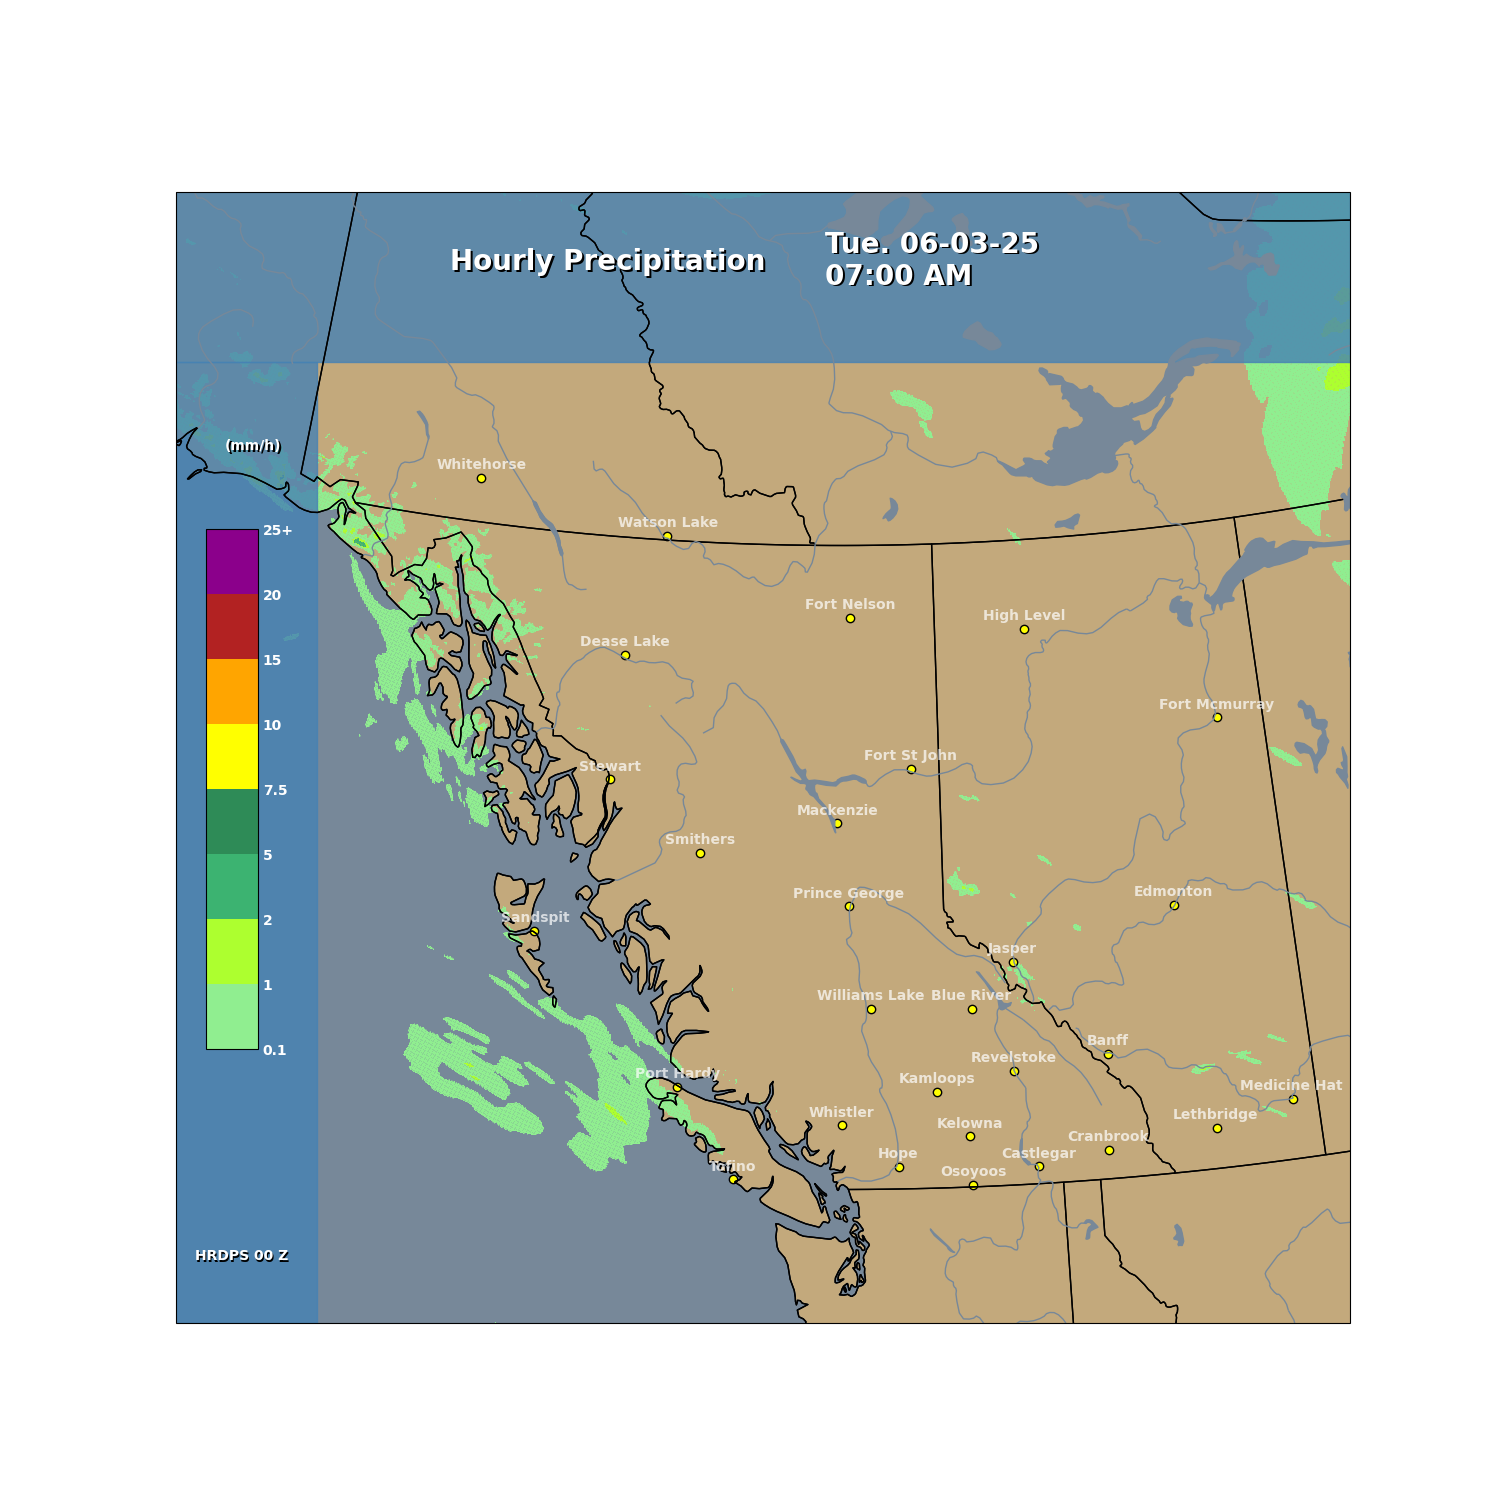 Hourly Precipitation
Tue. 06-03-25
07:00 AM
(mm/h)
Whitehorse
Watson Lake
25+
20
15
10
7.5
5
2
1
0.1
Fort Nelson
High Level
Dease Lake
Fort Mcmurray
Fort St John
Stewart
Mackenzie
Smithers
Prince George
Edmonton
Sandspit
Jasper
Williams Lake
Blue River
Banff
Revelstoke
Port Hardy
Kamloops
Medicine Hat
Whistler
Lethbridge
Kelowna
Cranbrook
Hope
Castlegar
Tofino
Osoyoos
HRDPS 00 Z